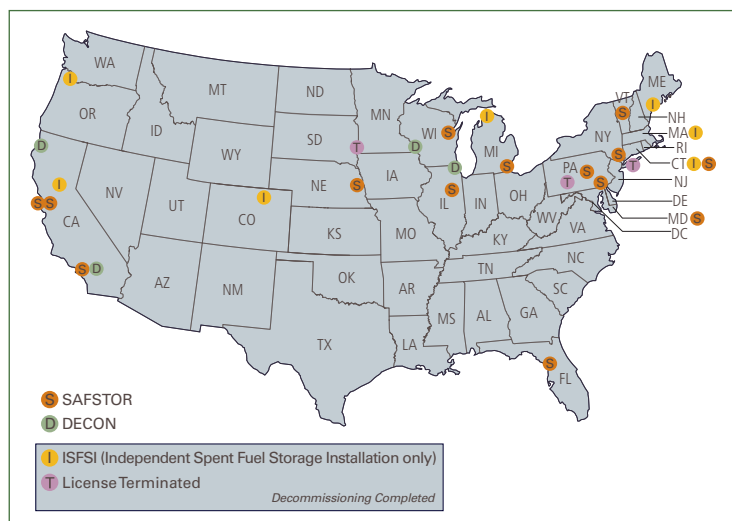 WA
ME
MT
ND
VT
I
MN
I
I
NH
OR
S
MA I
ID
SD
WI S
NY
RI
D
T
D
MI
S
CT I S
WY
S
PA S
T
D
T
NJ
I
NE S
IA
S
DE
NV
I
IL S
IN
OH
MD S
S S
UT
CO
WV
DC
CA
VA
KS
MO
KY
S D
NC
OK
TN
AZ
NM
AR
SC
MS
AL
GA
TX
LA
S
FL
S SAFSTOR
D DECON
I ISFSI (Independent Spent Fuel Storage Installation only)
T License Terminated
Decommissioning Completed